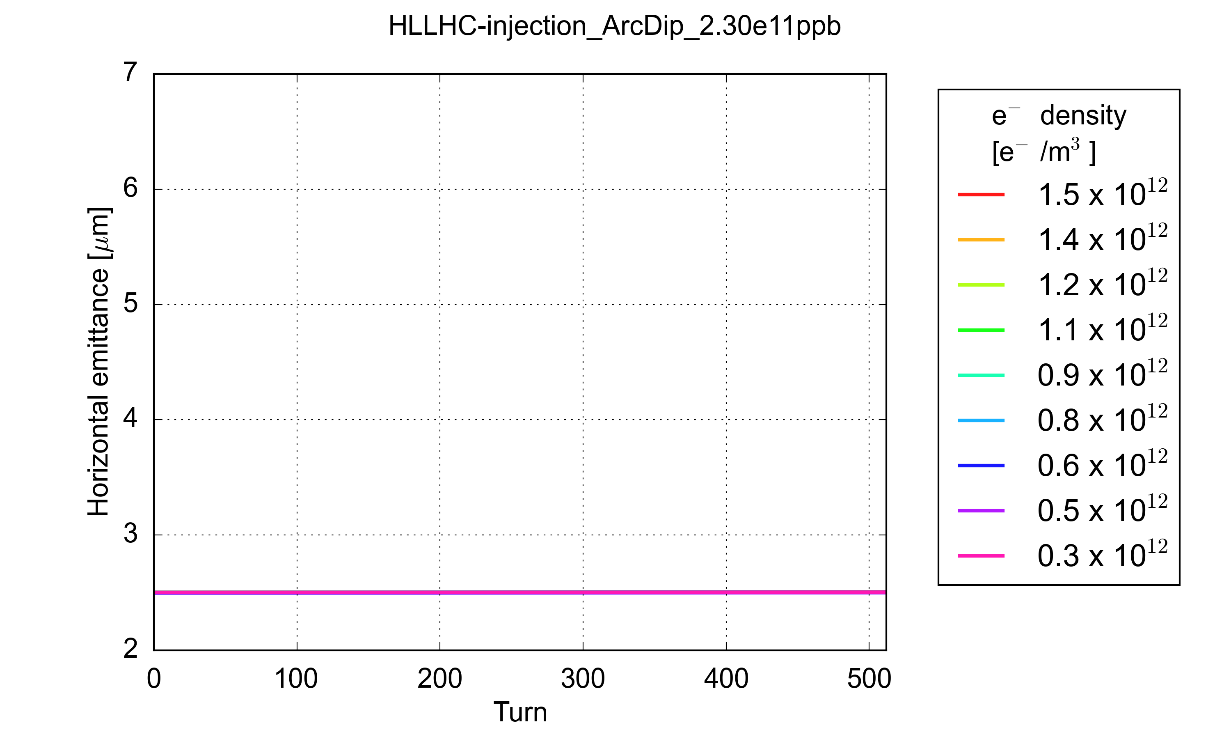 HLLHC-injection_ArcDip_2.30e11ppb
7
6
5
4
3
2
Horizontal emittance [μm]
0 100 200 300 400 500
Turn
e⁻ density
[e⁻ /m³ ]
1.5 x 10¹²
1.4 x 10¹²
1.2 x 10¹²
1.1 x 10¹²
0.9 x 10¹²
0.8 x 10¹²
0.6 x 10¹²
0.5 x 10¹²
0.3 x 10¹²